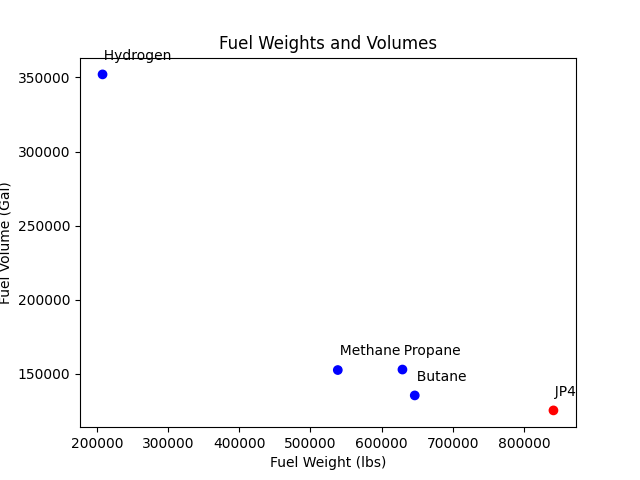 Fuel Weights and Volumes
Hydrogen
350000
300000
250000
200000
150000
Fuel Volume (Gal)
Methane Propane
Butane
JP4
200000 300000 400000 500000 600000 700000 800000
Fuel Weight (lbs)